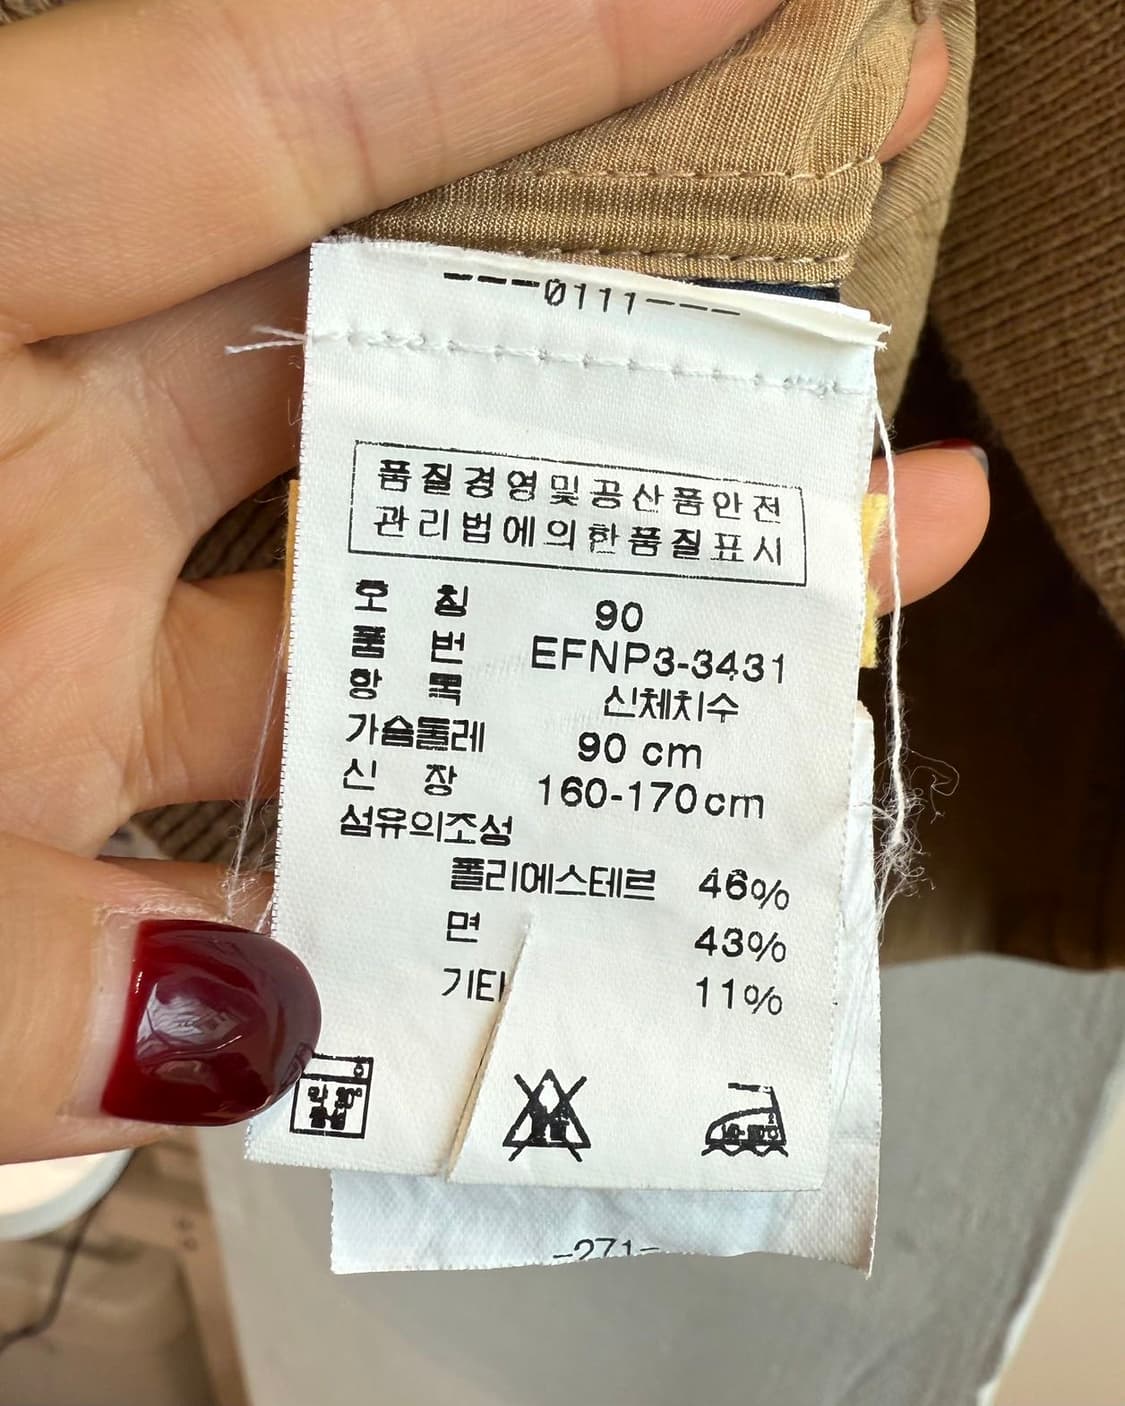 ---0111---
품질경영및공산품안전
관리법에의한품질표시
호 칭 90
품 번 EFNP3-3431
항 목 신체치수
가슴둘레 90 cm
신 장 160-170cm
섬유의조성
폴리에스테르 46%
면 43%
기타 11%
-271-